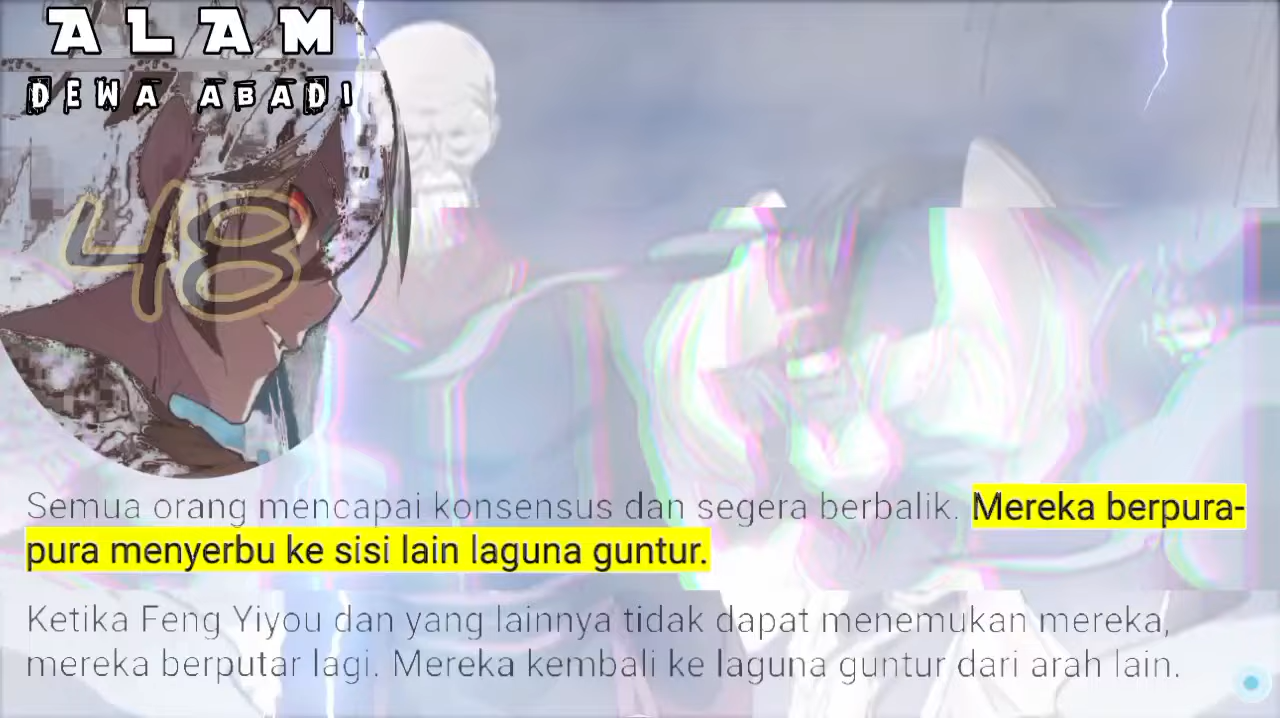 ALAM
DEWA ABADI
48
Semua orang mencapai konsensus dan segera berbalik. Mereka berpura-
pura menyerbu ke sisi lain laguna guntur.
Ketika Feng Yiyou dan yang lainnya tidak dapat menemukan mereka,
mereka berputar lagi. Mereka kembali ke laguna guntur dari arah lain.